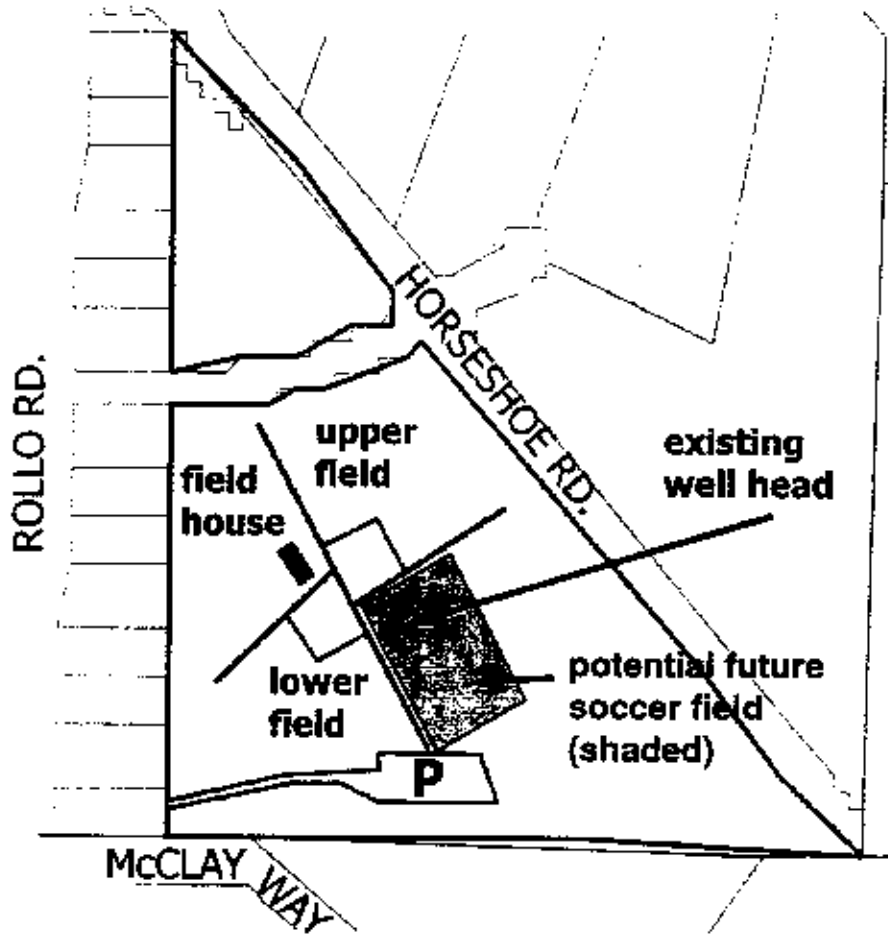 HORSESHOE RD.
ROLLO RD.
upper
field
existing
well head
field
house
lower
field
potential future
soccer field
(shaded)
P
McCLAY
WAY